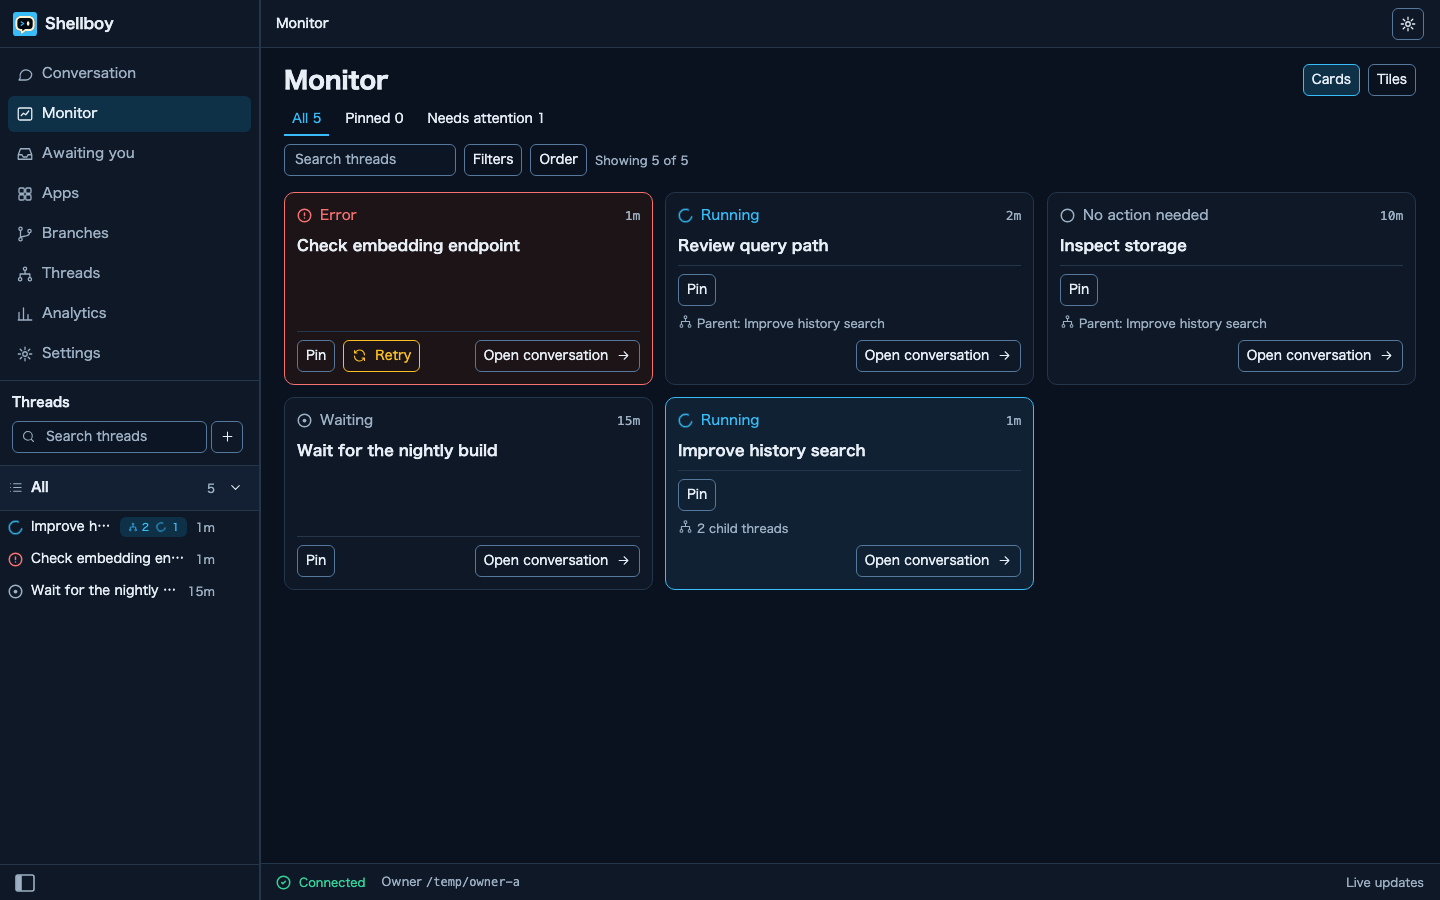 Shellboy
Conversation
Monitor
Awaiting you
Apps
Branches
Threads
Analytics
Settings
Threads
Search threads
All 5
Improve h··· 2 1 1m
Check embedding en··· 1m
Wait for the nightly ··· 15m
Monitor
Monitor
Cards Tiles
All 5 Pinned 0 Needs attention 1
Search threads Filters Order Showing 5 of 5
Error 1m
Check embedding endpoint
Pin Retry Open conversation →
Running 2m
Review query path
Pin
Parent: Improve history search
Open conversation →
No action needed 10m
Inspect storage
Pin
Parent: Improve history search
Open conversation →
Waiting 15m
Wait for the nightly build
Pin Open conversation →
Running 1m
Improve history search
Pin
2 child threads
Open conversation →
Connected Owner /temp/owner-a Live updates